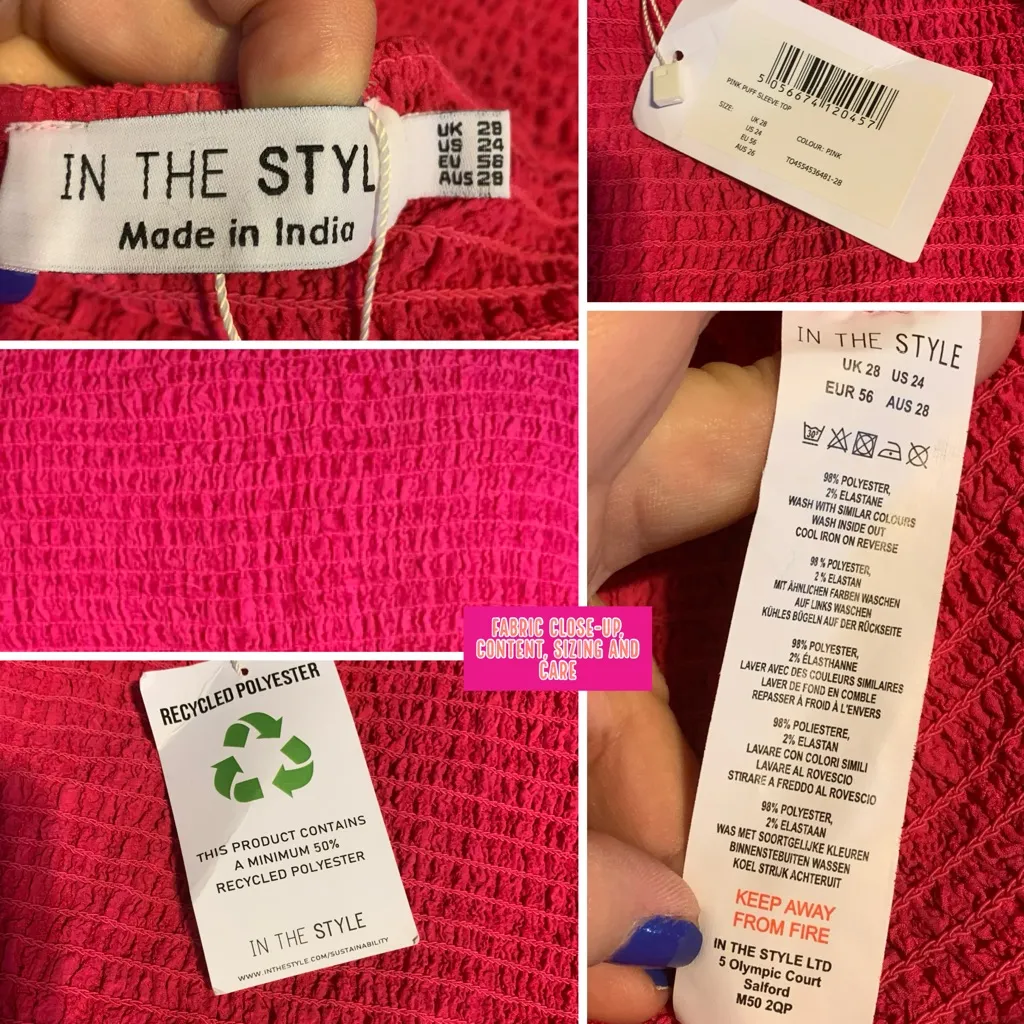 IN THE STYL
Made in India
UK 28
US 24
EU 56
AUS 28
5 056674 120457
PINK PUFF SLEEVE TOP
SIZE:
UK 28
US 24
EU 56
AUS 26
COLOUR: PINK
TO4554536481-28
IN THE STYLE
UK 28 US 24
EUR 56 AUS 28
30°
98% POLYESTER,
2% ELASTANE
WASH WITH SIMILAR COLOURS
WASH INSIDE OUT
COOL IRON ON REVERSE
98 % POLYESTER,
2 % ELASTAN
MIT ÄHNLICHEN FARBEN WASCHEN
AUF LINKS WASCHEN
KÜHLES BÜGELN AUF DER RÜCKSEITE
98% POLYESTER,
2% ÉLASTHANNE
LAVER AVEC DES COULEURS SIMILAIRES
LAVER DE FOND EN COMBLE
REPASSER À FROID À L'ENVERS
98% POLIESTERE,
2% ELASTAN
LAVARE CON COLORI SIMILI
LAVARE AL ROVESCIO
STIRARE A FREDDO AL ROVESCIO
98% POLYESTER,
2% ELASTAAN
WAS MET SOORTGELIJKE KLEUREN
BINNENSTEBUITEN WASSEN
KOEL STRIJK ACHTERUIT
KEEP AWAY
FROM FIRE
IN THE STYLE LTD
5 Olympic Court
Salford
M50 2QP
FABRIC CLOSE-UP,
CONTENT, SIZING AND
CARE
RECYCLED POLYESTER
THIS PRODUCT CONTAINS
A MINIMUM 50%
RECYCLED POLYESTER
IN THE STYLE
WWW.INTHESTYLE.COM/SUSTAINABILITY